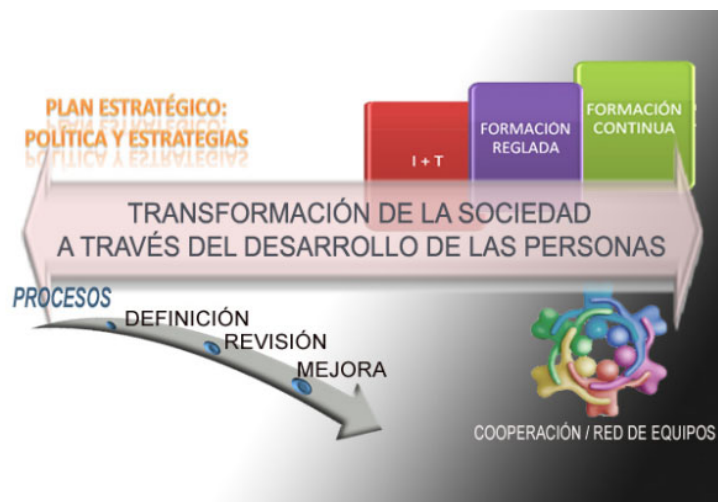 PLAN ESTRATÉGICO:
POLÍTICA Y ESTRATEGIAS
I + T
FORMACIÓN
REGLADA
FORMACIÓN
CONTINUA
TRANSFORMACIÓN DE LA SOCIEDAD
A TRAVÉS DEL DESARROLLO DE LAS PERSONAS
PROCESOS
DEFINICIÓN
REVISIÓN
MEJORA
COOPERACIÓN / RED DE EQUIPOS